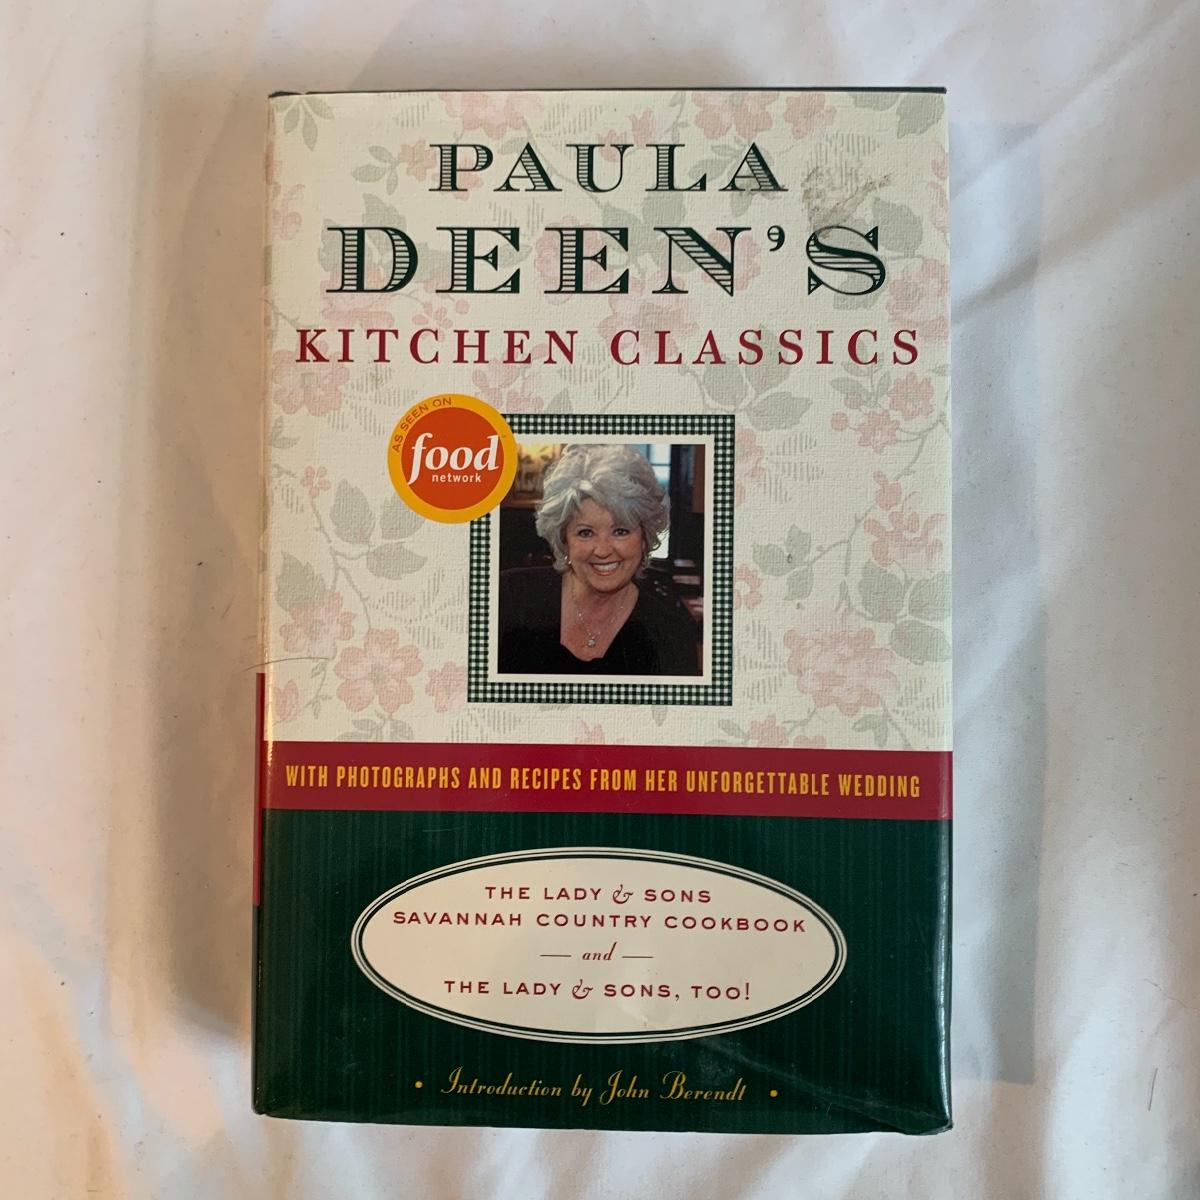 PAULA
DEEN'S
KITCHEN CLASSICS
AS SEEN ON
food
network
WITH PHOTOGRAPHS AND RECIPES FROM HER UNFORGETTABLE WEDDING
THE LADY & SONS
SAVANNAH COUNTRY COOKBOOK
— and —
THE LADY & SONS, TOO!
• Introduction by John Berendt •